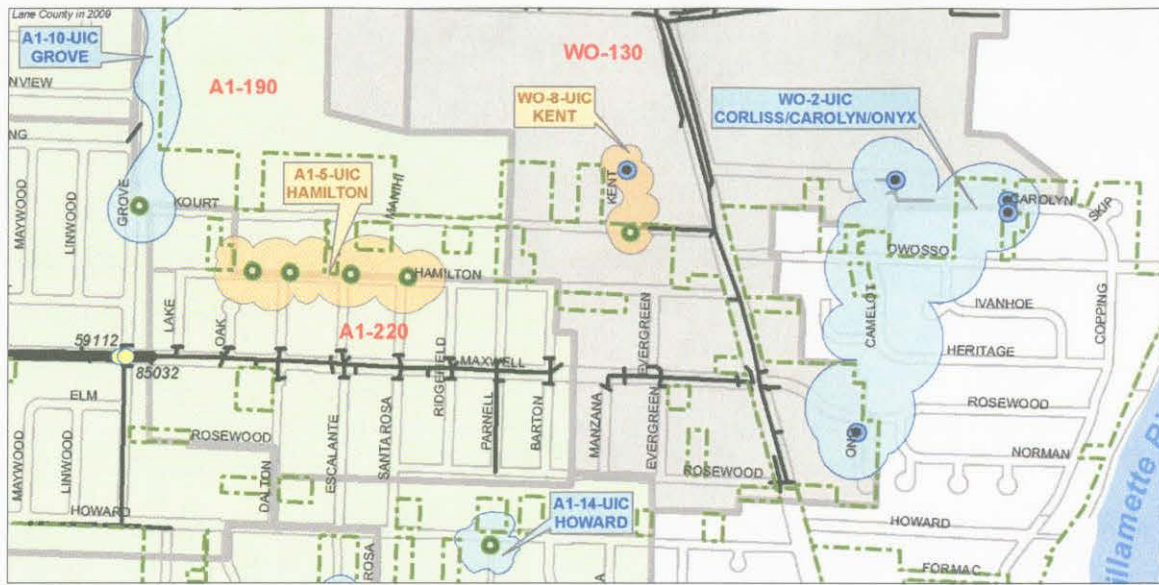 Lane County in 2009
A1-10-UIC
GROVE
A1-190
WO-130
NVIEW
WO-8-UIC
KENT
WO-2-UIC
CORLISS/CAROLYN/ONYX
NG
A1-5-UIC
HAMILTON
MANIHI
KENT
MAYWOOD
LINWOOD
GROVE
KOURT
CAROLYN
SKIP
OWOSSO
HAMILTON
CAMELOT
IVANHOE
COPPING
LAKE
OAK
A1-220
59112
85032
RIDGEFIELD
MAXWELL
EVERGREEN
HERITAGE
ELM
ROSEWOOD
MAYWOOD
LINWOOD
DALTON
ESCALANTE
SANTA ROSA
PARNELL
BARTON
MANZANA
EVERGREEN
ROSEWOOD
ROSEWOOD
NORMAN
HOWARD
A1-14-UIC
HOWARD
HOWARD
ROSA
FORMAC
illamette